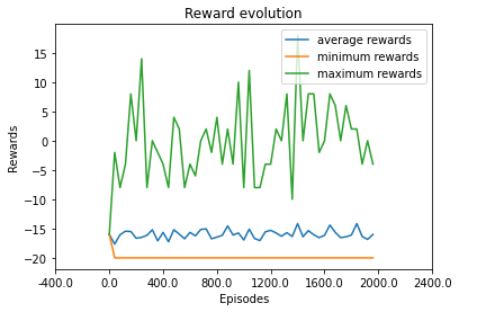 Reward evolution
average rewards
minimum rewards
maximum rewards
Rewards
15
10
5
0
−5
−10
−15
−20
-400.0 0.0 400.0 800.0 1200.0 1600.0 2000.0 2400.0
Episodes